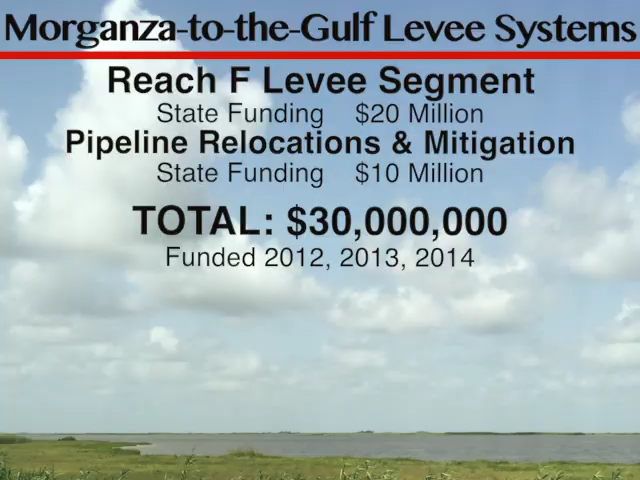 Morganza-to-the-Gulf Levee Systems
Reach F Levee Segment
State Funding $20 Million
Pipeline Relocations & Mitigation
State Funding $10 Million
TOTAL: $30,000,000
Funded 2012, 2013, 2014